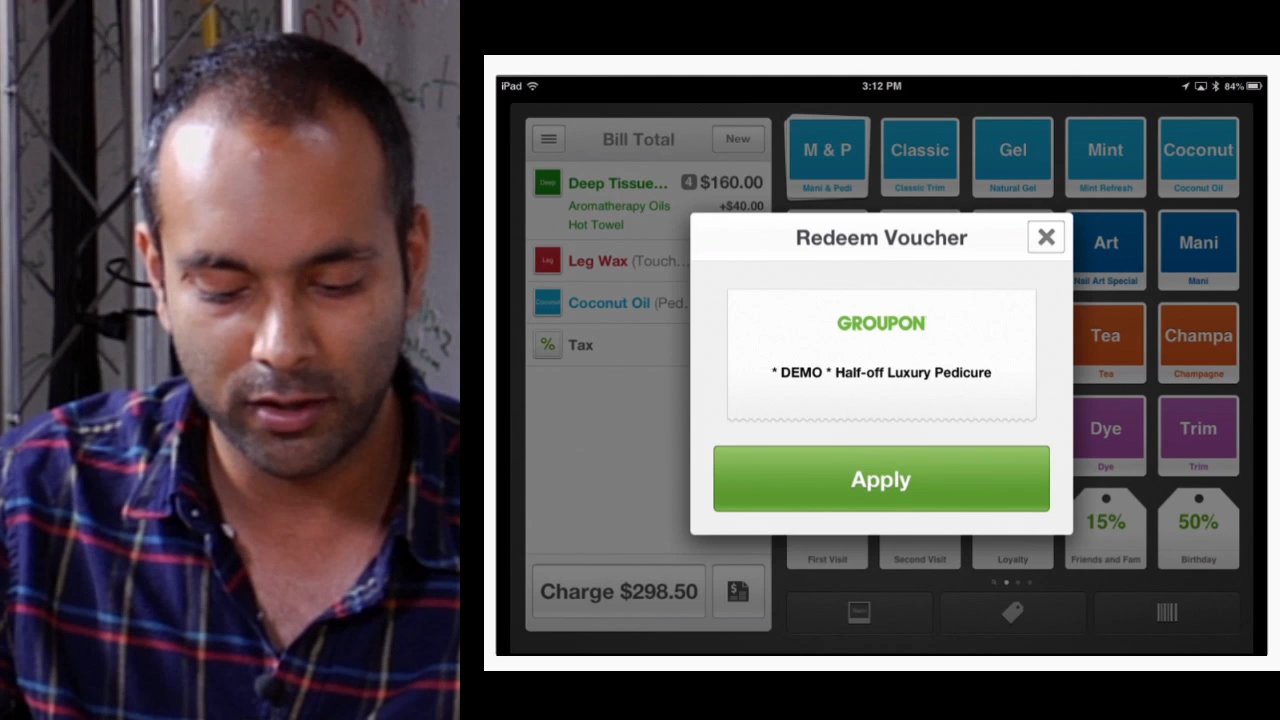 iPad
3:12 PM
84%
Bill Total
New
Deep
Deep Tissue...
4
$160.00
Aromatherapy Oils
+$40.00
Hot Towel
Leg
Leg Wax (Touch...
Coconut
Coconut Oil (Ped...
%
Tax
Charge $298.50
M & P
Mani & Pedi
Classic
Classic Trim
Gel
Natural Gel
Mint
Mint Refresh
Coconut
Coconut Oil
Redeem Voucher
GROUPON
* DEMO * Half-off Luxury Pedicure
Apply
Art
Nail Art Special
Mani
Mani
Tea
Tea
Champa
Champagne
Dye
Dye
Trim
Trim
First Visit
Second Visit
Loyalty
15%
Friends and Fam
50%
Birthday